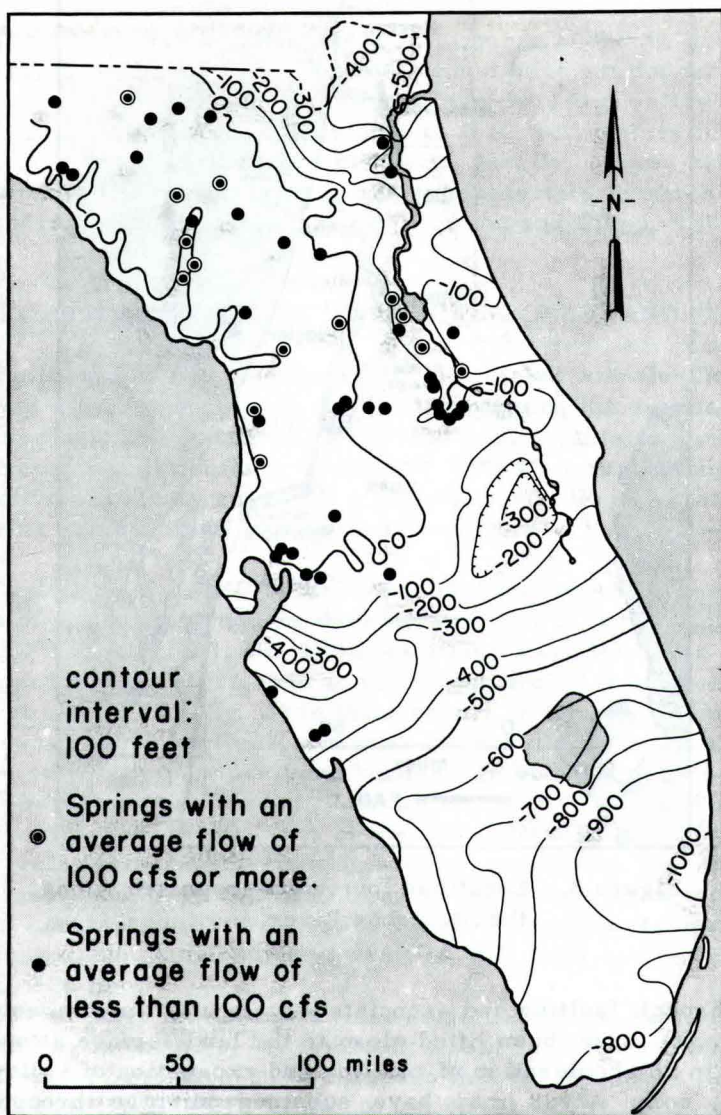 -400
-500
-100
-200
-300
0
0
-N-
-100
-100
-300
-200
0
-100
-200
-300
-400
-300
-400
-500
-600
-700
-800
-900
-1000
-800
contour
interval:
100 feet
Springs with an
average flow of
100 cfs or more.
Springs with an
average flow of
less than 100 cfs
0 50 100 miles